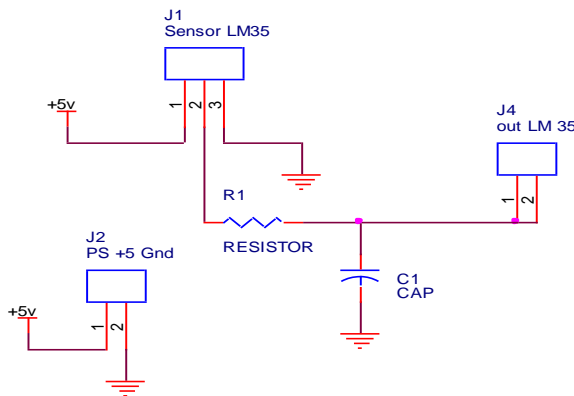 J1
Sensor LM35
+5v
1
2
3
J4
out LM 35
1
2
R1
RESISTOR
J2
PS +5 Gnd
C1
CAP
+5v
1
2